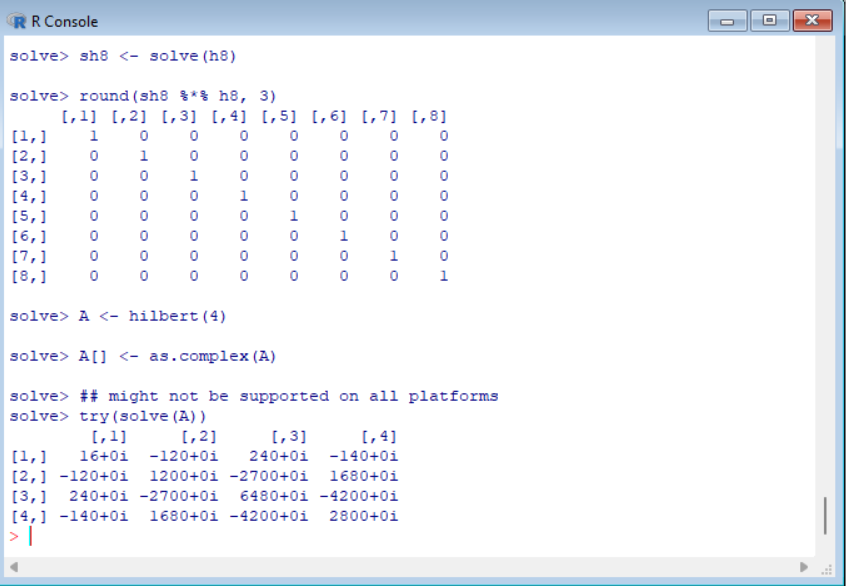 R Console
solve> sh8 <- solve(h8)
solve> round(sh8 %*% h8, 3)
     [,1] [,2] [,3] [,4] [,5] [,6] [,7] [,8]
[1,]    1    0    0    0    0    0    0    0
[2,]    0    1    0    0    0    0    0    0
[3,]    0    0    1    0    0    0    0    0
[4,]    0    0    0    1    0    0    0    0
[5,]    0    0    0    0    1    0    0    0
[6,]    0    0    0    0    0    1    0    0
[7,]    0    0    0    0    0    0    1    0
[8,]    0    0    0    0    0    0    0    1
solve> A <- hilbert(4)
solve> A[] <- as.complex(A)
solve> ## might not be supported on all platforms
solve> try(solve(A))
        [,1]     [,2]     [,3]     [,4]
[1,]   16+0i  -120+0i   240+0i  -140+0i
[2,] -120+0i  1200+0i -2700+0i  1680+0i
[3,]  240+0i -2700+0i  6480+0i -4200+0i
[4,] -140+0i  1680+0i -4200+0i  2800+0i
>